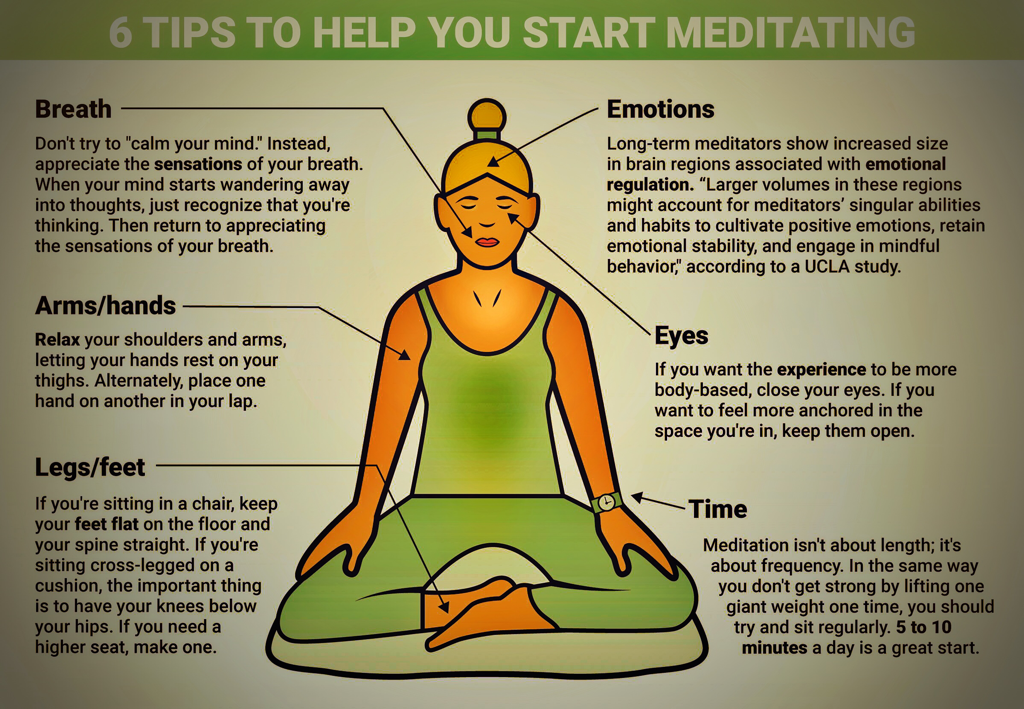 6 TIPS TO HELP YOU START MEDITATING
Breath
Don't try to "calm your mind." Instead,
appreciate the sensations of your breath.
When your mind starts wandering away
into thoughts, just recognize that you're
thinking. Then return to appreciating
the sensations of your breath.
Arms/hands
Relax your shoulders and arms,
letting your hands rest on your
thighs. Alternately, place one
hand on another in your lap.
Legs/feet
If you're sitting in a chair, keep
your feet flat on the floor and
your spine straight. If you're
sitting cross-legged on a
cushion, the important thing
is to have your knees below
your hips. If you need a
higher seat, make one.
Emotions
Long-term meditators show increased size
in brain regions associated with emotional
regulation. “Larger volumes in these regions
might account for meditators’ singular abilities
and habits to cultivate positive emotions, retain
emotional stability, and engage in mindful
behavior," according to a UCLA study.
Eyes
If you want the experience to be more
body-based, close your eyes. If you
want to feel more anchored in the
space you're in, keep them open.
Time
Meditation isn't about length; it's
about frequency. In the same way
you don't get strong by lifting one
giant weight one time, you should
try and sit regularly. 5 to 10
minutes a day is a great start.